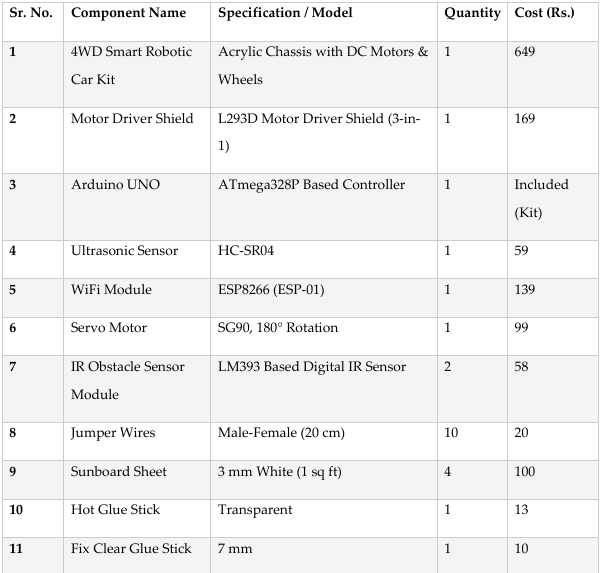 Sr. No. Component Name Specification / Model Quantity Cost (Rs.)
1 4WD Smart Robotic Acrylic Chassis with DC Motors & 1 649
Car Kit Wheels
2 Motor Driver Shield L293D Motor Driver Shield (3-in- 1 169
1)
3 Arduino UNO ATmega328P Based Controller 1 Included
(Kit)
4 Ultrasonic Sensor HC-SR04 1 59
5 WiFi Module ESP8266 (ESP-01) 1 139
6 Servo Motor SG90, 180° Rotation 1 99
7 IR Obstacle Sensor LM393 Based Digital IR Sensor 2 58
Module
8 Jumper Wires Male-Female (20 cm) 10 20
9 Sunboard Sheet 3 mm White (1 sq ft) 4 100
10 Hot Glue Stick Transparent 1 13
11 Fix Clear Glue Stick 7 mm 1 10